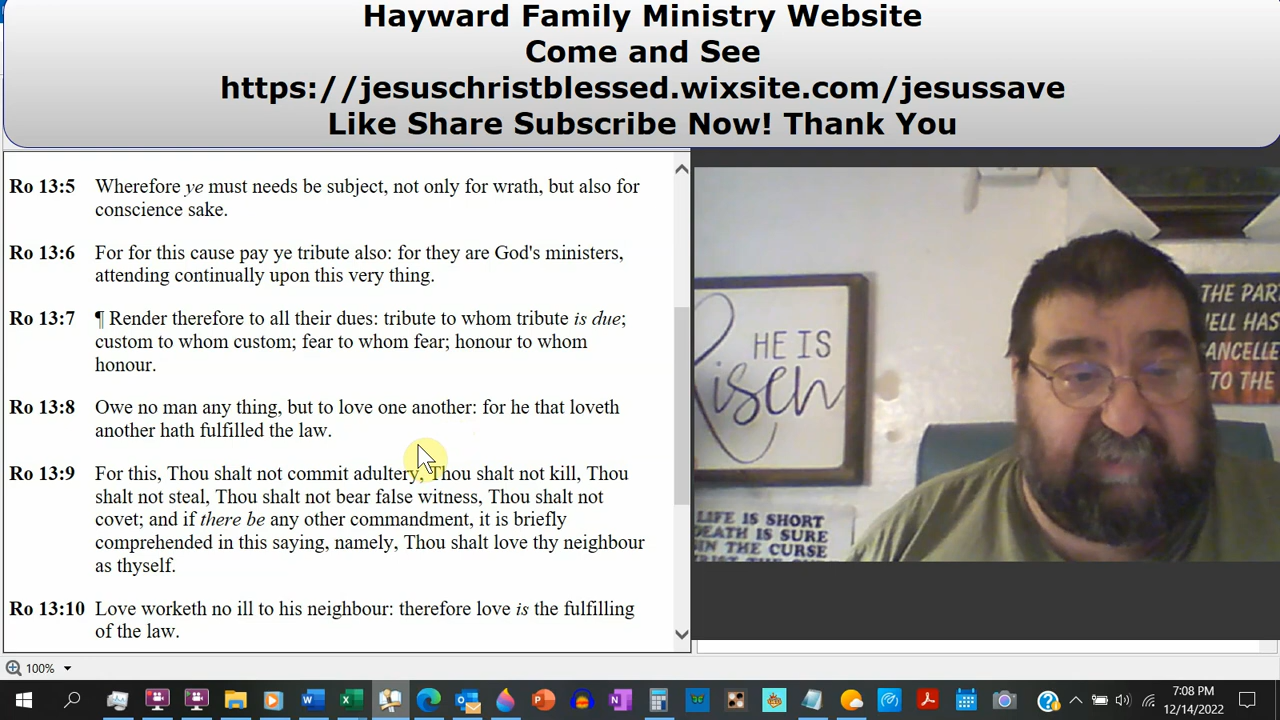 Hayward Family Ministry Website
Come and See
https://jesuschristblessed.wixsite.com/jesussave
Like Share Subscribe Now! Thank You
Ro 13:5 Wherefore ye must needs be subject, not only for wrath, but also for
conscience sake.
Ro 13:6 For for this cause pay ye tribute also: for they are God's ministers,
attending continually upon this very thing.
Ro 13:7 ¶ Render therefore to all their dues: tribute to whom tribute is due;
custom to whom custom; fear to whom fear; honour to whom
honour.
Ro 13:8 Owe no man any thing, but to love one another: for he that loveth
another hath fulfilled the law.
Ro 13:9 For this, Thou shalt not commit adultery, Thou shalt not kill, Thou
shalt not steal, Thou shalt not bear false witness, Thou shalt not
covet; and if there be any other commandment, it is briefly
comprehended in this saying, namely, Thou shalt love thy neighbour
as thyself.
Ro 13:10 Love worketh no ill to his neighbour: therefore love is the fulfilling
of the law.
HE IS
Risen
LIFE IS SHORT
DEATH IS SURE
IN THE CURSE
THE PAR
ELL HAS
ANCELLE
TO THE
100%
7:08 PM
12/14/2022